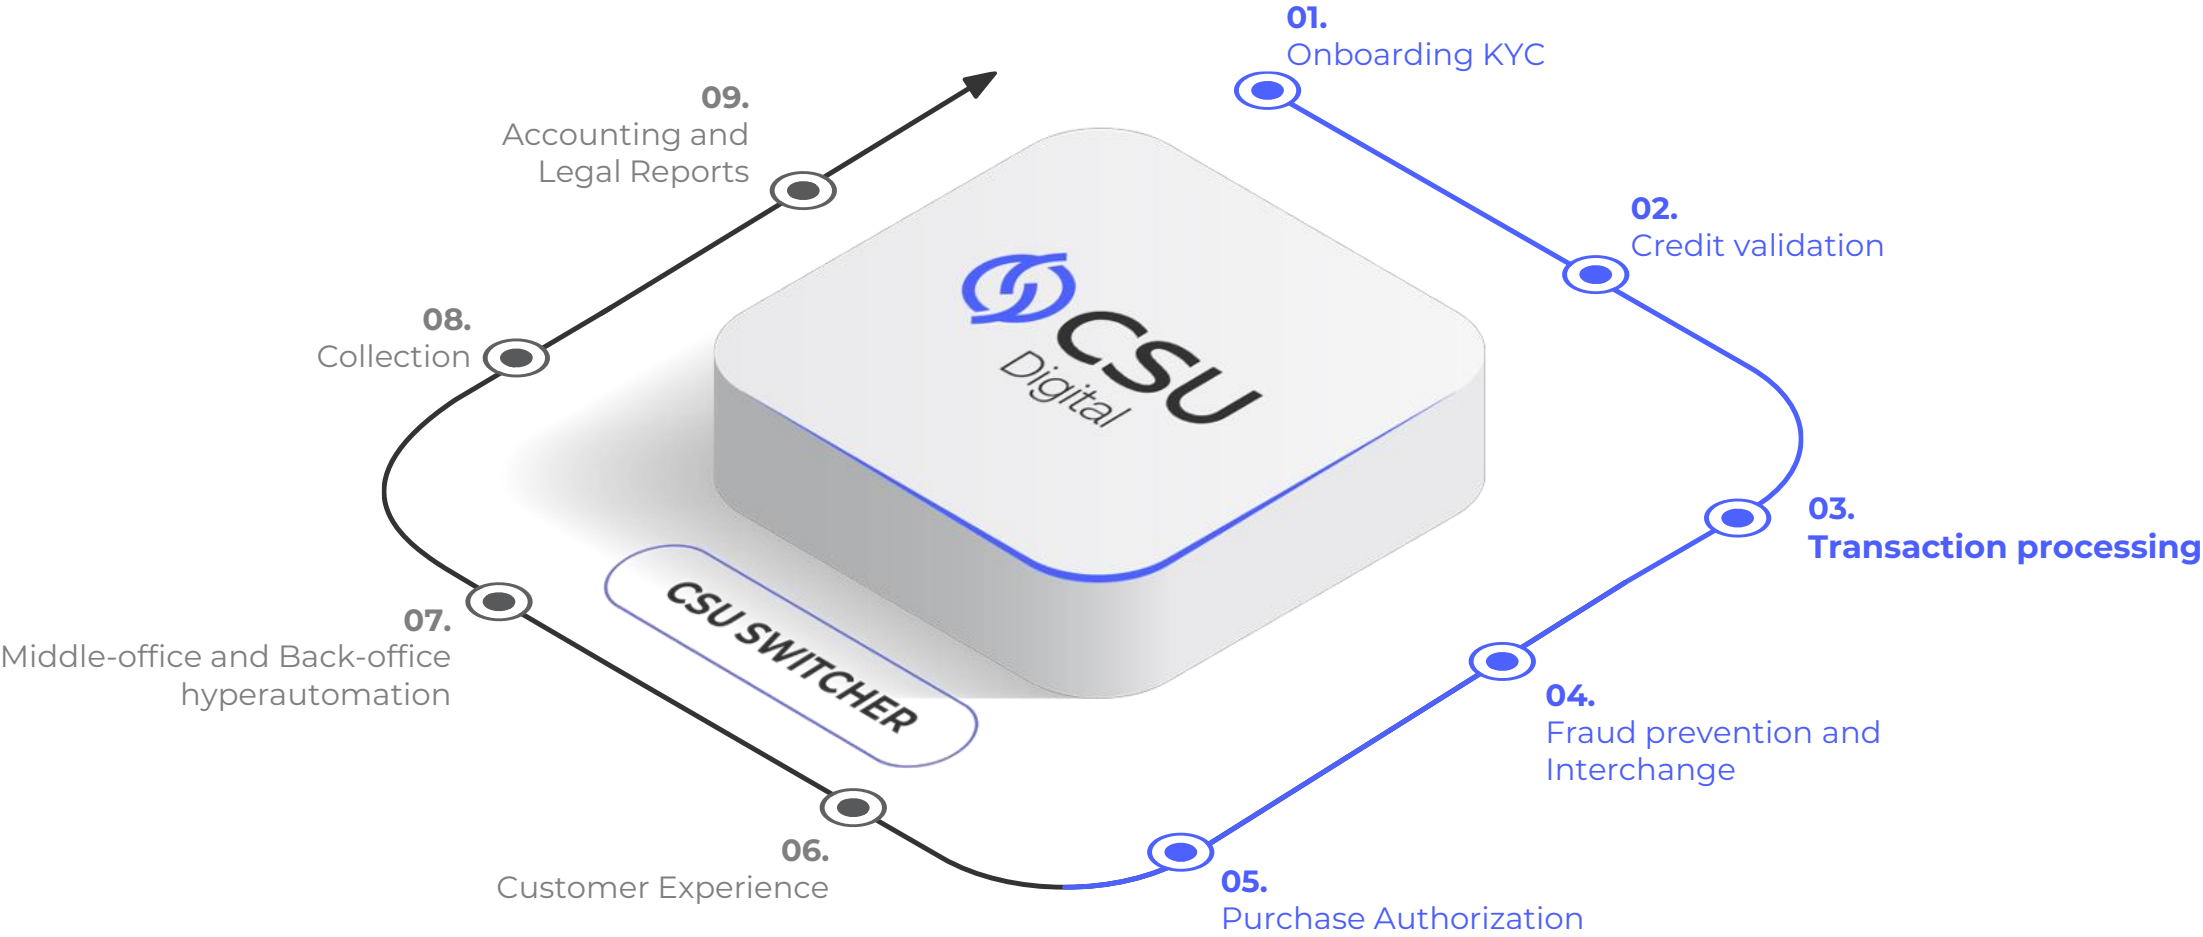 01.
Onboarding KYC
02.
Credit validation
03.
Transaction processing
04.
Fraud prevention and
Interchange
05.
Purchase Authorization
06.
Customer Experience
07.
Middle-office and Back-office
hyperautomation
08.
Collection
09.
Accounting and
Legal Reports
CSU
Digital
CSU SWITCHER